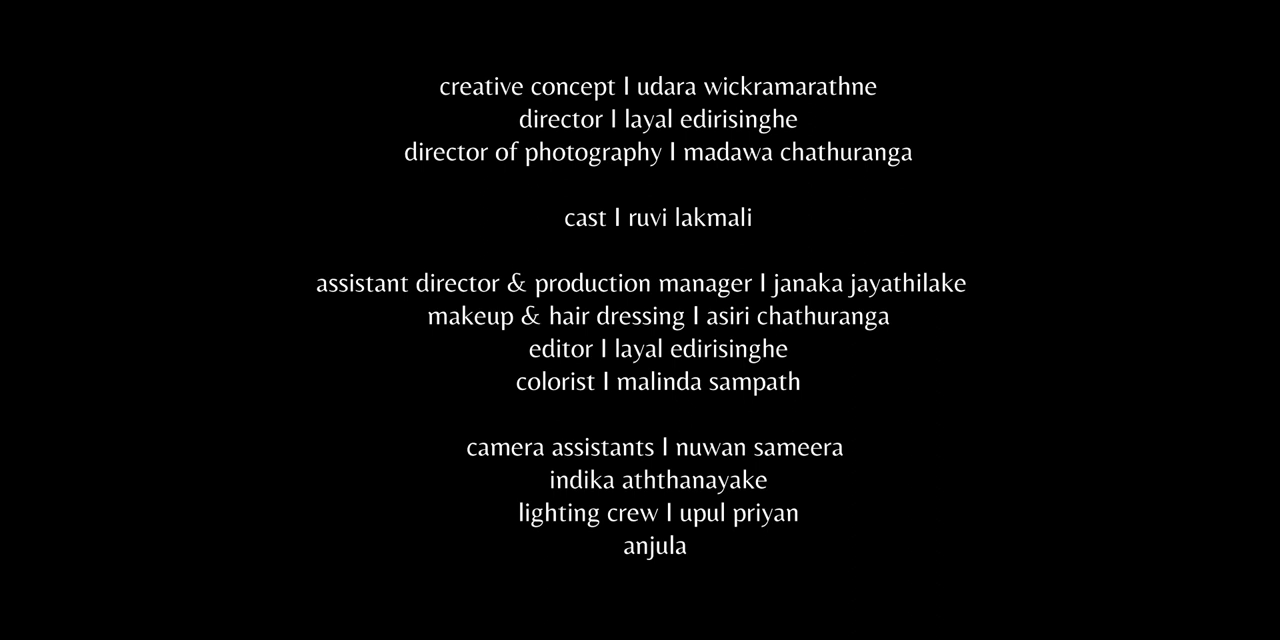 creative concept I udara wickramarathne
director I layal edirisinghe
director of photography I madawa chathuranga
cast I ruvi lakmali
assistant director & production manager I janaka jayathilake
makeup & hair dressing I asiri chathuranga
editor I layal edirisinghe
colorist I malinda sampath
camera assistants I nuwan sameera
indika aththanayake
lighting crew I upul priyan
anjula